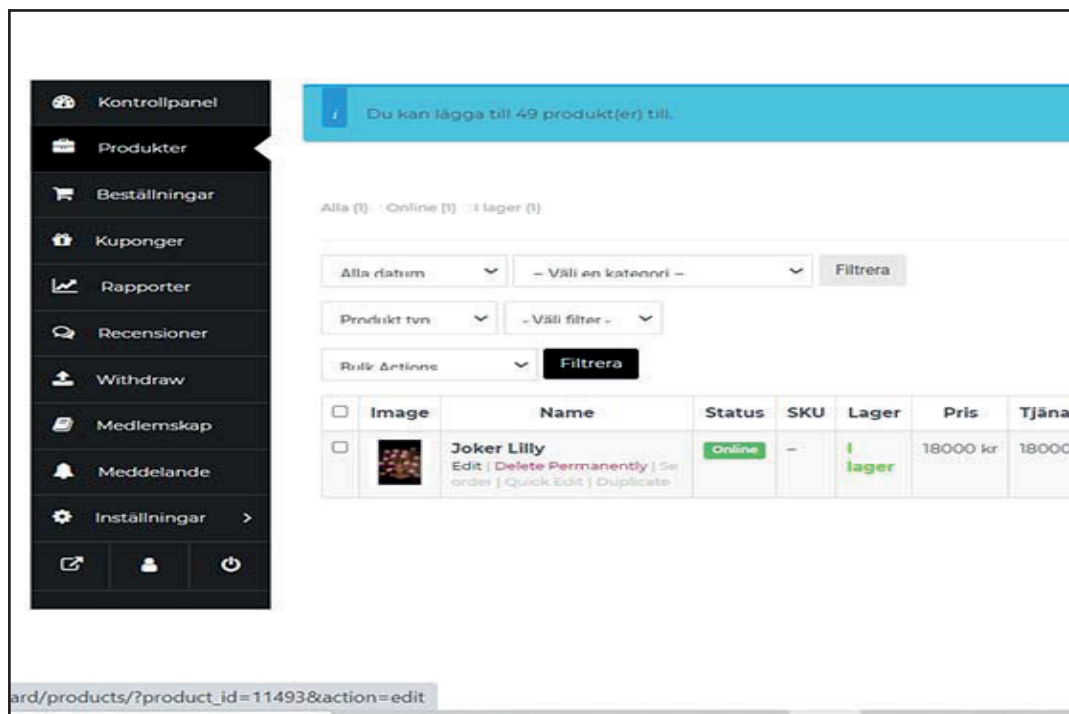 Kontrollpanel
Produkter
Beställningar
Kuponger
Rapporter
Recensioner
Withdraw
Medlemskap
Meddelande
Inställningar
i Du kan lägga till 49 produkt(er) till.
Alla (1) Online (1) I lager (1)
Alla datum – Välj en kategori – Filtrera
Produkt typ - Välj filter -
Bulk Actions Filtrera
Image Name Status SKU Lager Pris Tjäna
Joker Lilly Online – I lager 18000 kr 18000
Edit | Delete Permanently | Se
order | Quick Edit | Duplicate
ard/products/?product_id=11493&action=edit